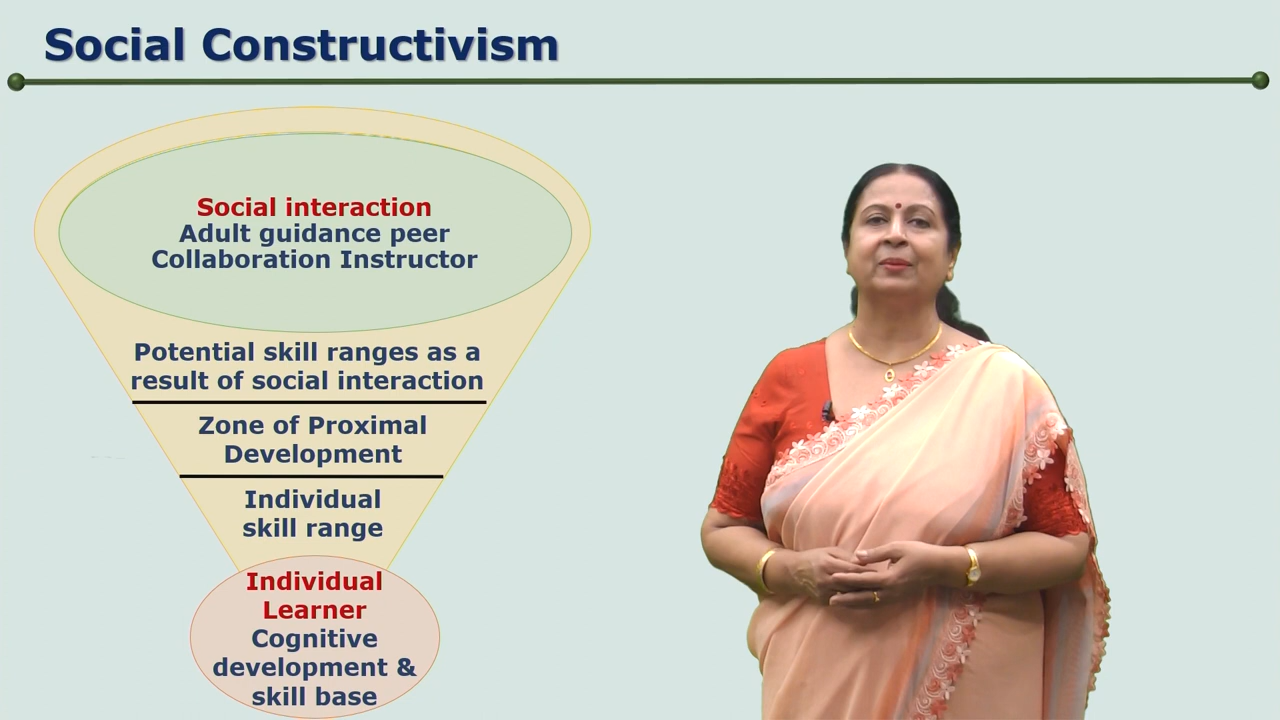 Social Constructivism
Social interaction
Adult guidance peer
Collaboration Instructor
Potential skill ranges as a
result of social interaction
Zone of Proximal
Development
Individual
skill range
Individual
Learner
Cognitive
development &
skill base